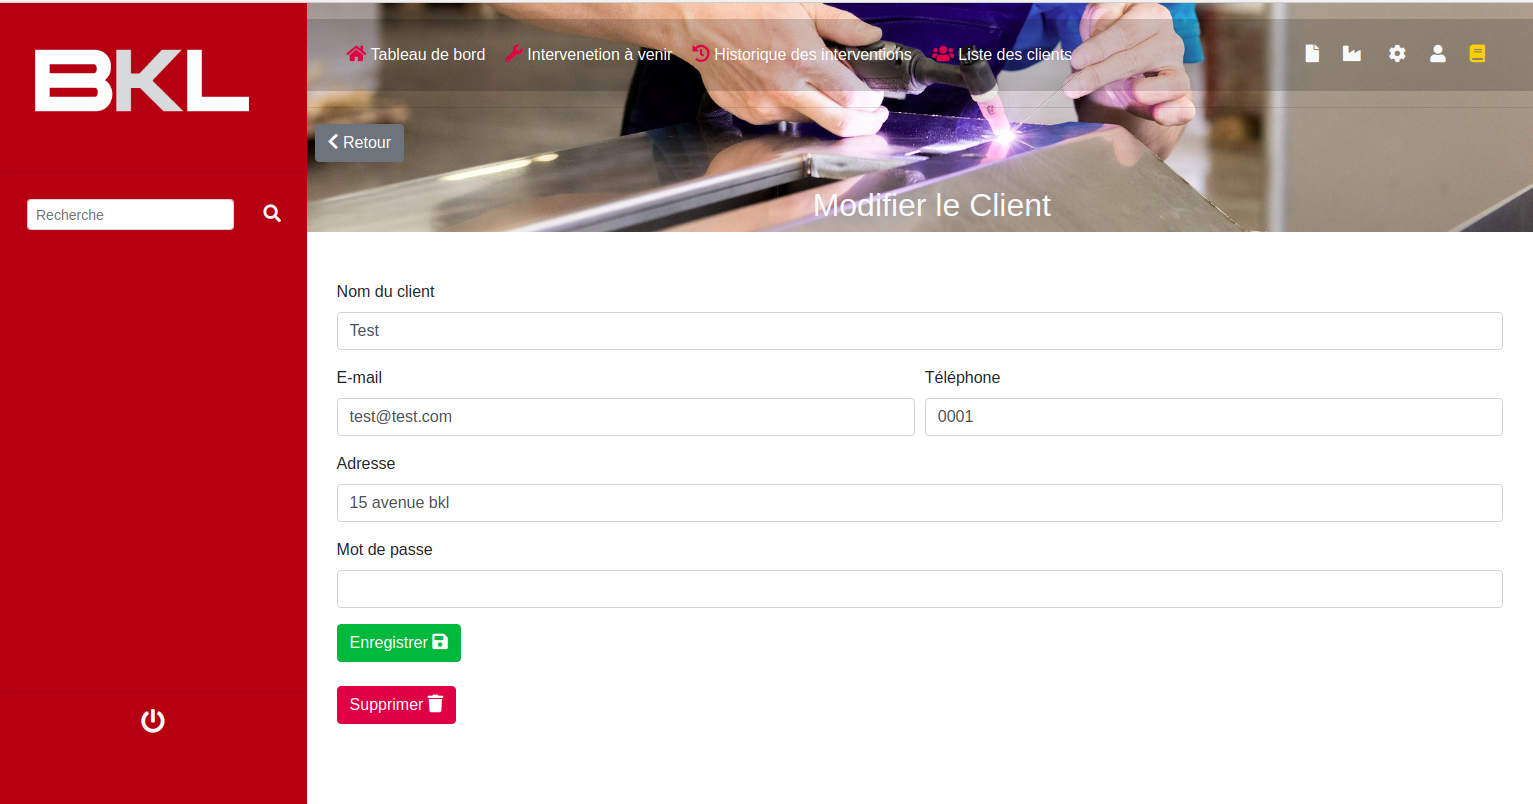 BKL
Tableau de bord Intervenetion à venir Historique des interventions Liste des clients
Retour
Recherche
Modifier le Client
Nom du client
Test
E-mail Téléphone
test@test.com 0001
Adresse
15 avenue bkl
Mot de passe
Enregistrer
Supprimer